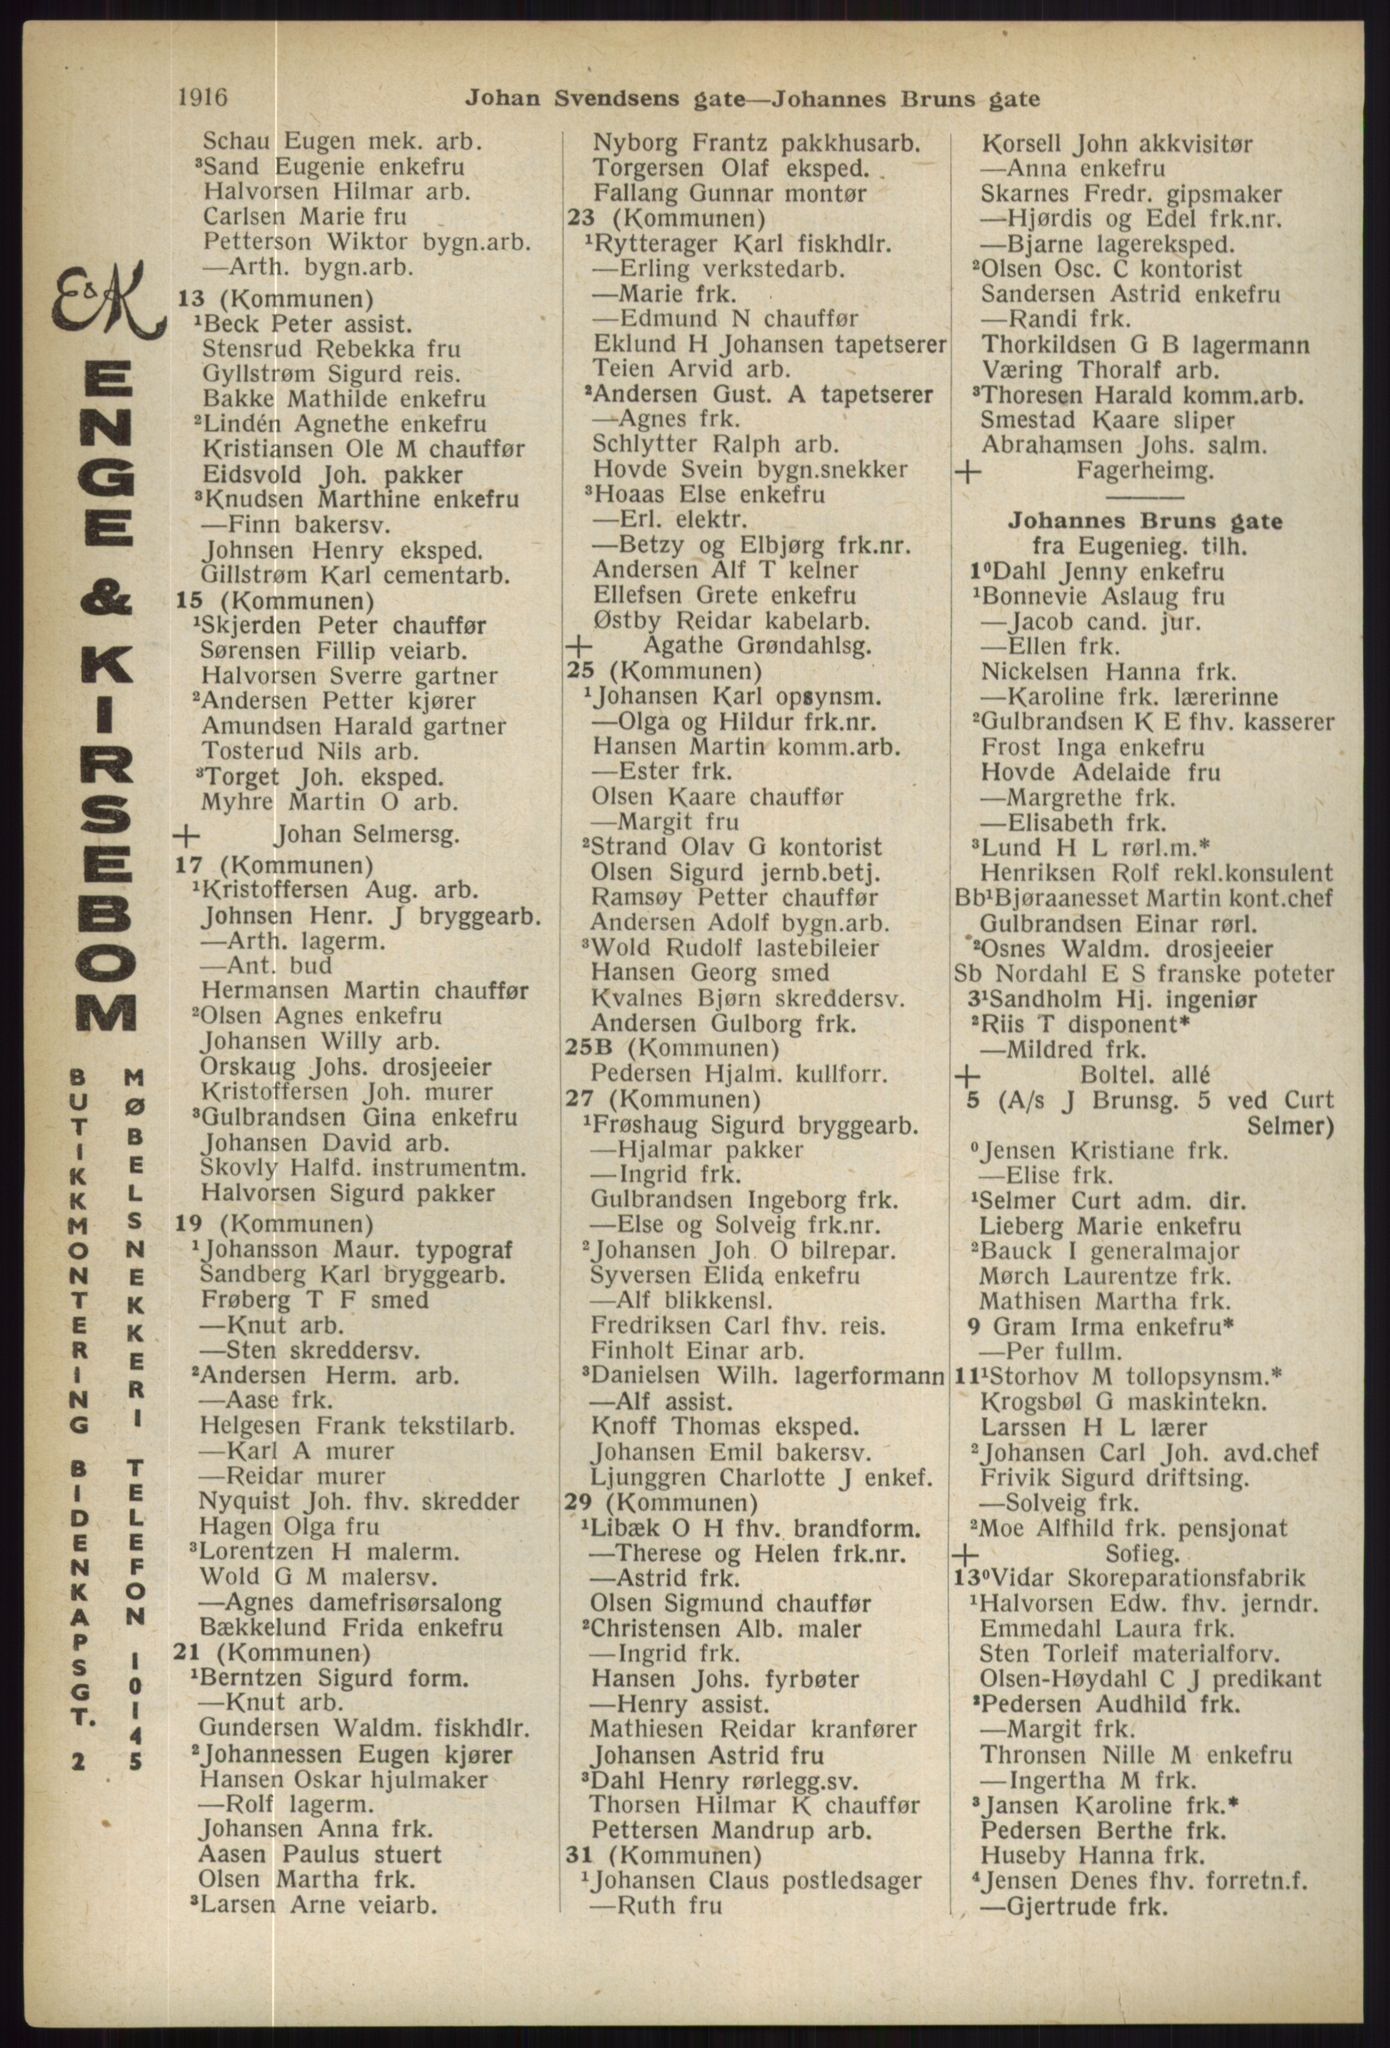 1916
Johan Svendsens gate—Johannes Bruns gate
E&K
ENGE & KIRSEBOM
BUTIKKMONTERING BIDENKAPSGT. 2
MØBELSNEKKERI TELEFON 10145
Schau Eugen mek. arb.
³Sand Eugenie enkefru
Halvorsen Hilmar arb.
Carlsen Marie fru
Petterson Wiktor bygn.arb.
—Arth. bygn.arb.
13 (Kommunen)
¹Beck Peter assist.
Stensrud Rebekka fru
Gyllstrøm Sigurd reis.
Bakke Mathilde enkefru
²Lindén Agnethe enkefru
Kristiansen Ole M chauffør
Eidsvold Joh. pakker
³Knudsen Marthine enkefru
—Finn bakersv.
Johnsen Henry eksped.
Gillstrøm Karl cementarb.
15 (Kommunen)
¹Skjerden Peter chauffør
Sørensen Fillip veiarb.
Halvorsen Sverre gartner
²Andersen Petter kjører
Amundsen Harald gartner
Tosterud Nils arb.
³Torget Joh. eksped.
Myhre Martin O arb.
+ Johan Selmersg.
17 (Kommunen)
¹Kristoffersen Aug. arb.
Johnsen Henr. J bryggearb.
—Arth. lagerm.
—Ant. bud
Hermansen Martin chauffør
²Olsen Agnes enkefru
Johansen Willy arb.
Orskaug Johs. drosjeeier
Kristoffersen Joh. murer
³Gulbrandsen Gina enkefru
Johansen David arb.
Skovly Halfd. instrumentm.
Halvorsen Sigurd pakker
19 (Kommunen)
¹Johansson Maur. typograf
Sandberg Karl bryggearb.
Frøberg T F smed
—Knut arb.
—Sten skreddersv.
²Andersen Herm. arb.
—Aase frk.
Helgesen Frank tekstilarb.
—Karl A murer
—Reidar murer
Nyquist Joh. fhv. skredder
Hagen Olga fru
³Lorentzen H malerm.
Wold G M malersv.
—Agnes damefrisørsalong
Bækkelund Frida enkefru
21 (Kommunen)
¹Berntzen Sigurd form.
—Knut arb.
Gundersen Waldm. fiskhdlr.
²Johannessen Eugen kjører
Hansen Oskar hjulmaker
—Rolf lagerm.
Johansen Anna frk.
Aasen Paulus stuert
Olsen Martha frk.
³Larsen Arne veiarb.
Nyborg Frantz pakkhusarb.
Torgersen Olaf eksped.
Fallang Gunnar montør
23 (Kommunen)
¹Rytterager Karl fiskhdlr.
—Erling verkstedarb.
—Marie frk.
—Edmund N chauffør
Eklund H Johansen tapetserer
Teien Arvid arb.
²Andersen Gust. A tapetserer
—Agnes frk.
Schlytter Ralph arb.
Hovde Svein bygn.snekker
³Hoaas Else enkefru
—Erl. elektr.
—Betzy og Elbjørg frk.nr.
Andersen Alf T kelner
Ellefsen Grete enkefru
Østby Reidar kabelarb.
+ Agathe Grøndahlsg.
25 (Kommunen)
¹Johansen Karl opsynsm.
—Olga og Hildur frk.nr.
Hansen Martin komm.arb.
—Ester frk.
Olsen Kaare chauffør
—Margit fru
²Strand Olav G kontorist
Olsen Sigurd jernb.betj.
Ramsøy Petter chauffør
Andersen Adolf bygn.arb.
³Wold Rudolf lastebileier
Hansen Georg smed
Kvalnes Bjørn skreddersv.
Andersen Gulborg frk.
25B (Kommunen)
Pedersen Hjalm. kullforr.
27 (Kommunen)
¹Frøshaug Sigurd bryggearb.
—Hjalmar pakker
—Ingrid frk.
Gulbrandsen Ingeborg frk.
—Else og Solveig frk.nr.
²Johansen Joh O bilrepar.
Syversen Elida enkefru
—Alf blikkensl.
Fredriksen Carl fhv. reis.
Finholt Einar arb.
³Danielsen Wilh. lagerformann
—Alf assist.
Knoff Thomas eksped.
Johansen Emil bakersv.
Ljunggren Charlotte J enkef.
29 (Kommunen)
¹Libæk O H fhv. brandform.
—Therese og Helen frk.nr.
—Astrid frk.
Olsen Sigmund chauffør
²Christensen Alb. maler
—Ingrid frk.
Hansen Johs. fyrbøter
—Henry assist.
Mathiesen Reidar kranfører
Johansen Astrid fru
³Dahl Henry rørlegg.sv.
Thorsen Hilmar K chauffør
Pettersen Mandrup arb.
31 (Kommunen)
¹Johansen Claus postledsager
—Ruth fru
Korsell John akkvisitør
—Anna enkefru
Skarnes Fredr. gipsmaker
—Hjørdis og Edel frk.nr.
—Bjarne lagereksped.
²Olsen Osc. C kontorist
Sandersen Astrid enkefru
—Randi frk.
Thorkildsen G B lagermann
Væring Thoralf arb.
³Thoresen Harald komm.arb.
Smestad Kaare sliper
Abrahamsen Johs. salm.
+ Fagerheimg.
Johannes Bruns gate
fra Eugenieg. tilh.
1⁰Dahl Jenny enkefru
¹Bonnevie Aslaug fru
—Jacob cand. jur.
—Ellen frk.
Nickelsen Hanna frk.
—Karoline frk. lærerinne
²Gulbrandsen K E fhv. kasserer
Frost Inga enkefru
Hovde Adelaide fru
—Margrethe frk.
—Elisabeth frk.
³Lund H L rørl.m.*
Henriksen Rolf rekl.konsulent
Bb¹Bjøraanesset Martin kont.chef
Gulbrandsen Einar rørl.
²Osnes Waldm. drosjeeier
Sb Nordahl E S franske poteter
3¹Sandholm Hj. ingeniør
²Riis T disponent*
—Mildred frk.
+ Boltel. allé
5 (A/s J Brunsg. 5 ved Curt
Selmer)
⁰Jensen Kristiane frk.
—Elise frk.
¹Selmer Curt adm. dir.
Lieberg Marie enkefru
²Bauck I generalmajor
Mørch Laurentze frk.
Mathisen Martha frk.
9 Gram Irma enkefru*
—Per fullm.
11¹Storhov M tollopsynsm.*
Krogsbøl G maskintekn.
Larssen H L lærer
²Johansen Carl Joh. avd.chef
Frivik Sigurd driftsing.
—Solveig frk.
²Moe Alfhild frk. pensjonat
+ Sofieg.
13⁰Vidar Skoreparationsfabrik
¹Halvorsen Edw. fhv. jerndr.
Emmedahl Laura frk.
Sten Torleif materialforv.
Olsen-Høydahl C J predikant
²Pedersen Audhild frk.
—Margit frk.
Thronsen Nille M enkefru
—Ingertha M frk.
³Jansen Karoline frk.*
Pedersen Berthe frk.
Huseby Hanna frk.
⁴Jensen Denes fhv. forretn.f.
—Gjertrude frk.